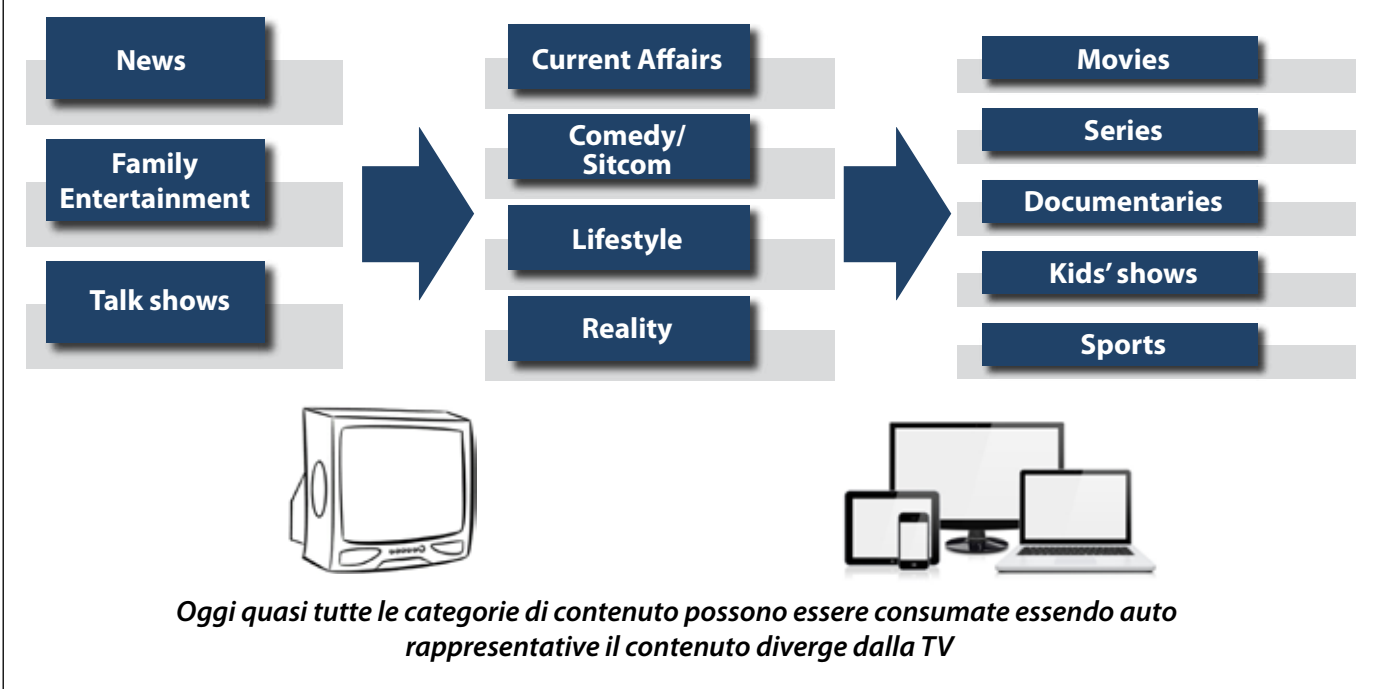 News
Family
Entertainment
Talk shows
Current Affairs
Comedy/
Sitcom
Lifestyle
Reality
Movies
Series
Documentaries
Kids’ shows
Sports
Oggi quasi tutte le categorie di contenuto possono essere consumate essendo auto
rappresentative il contenuto diverge dalla TV